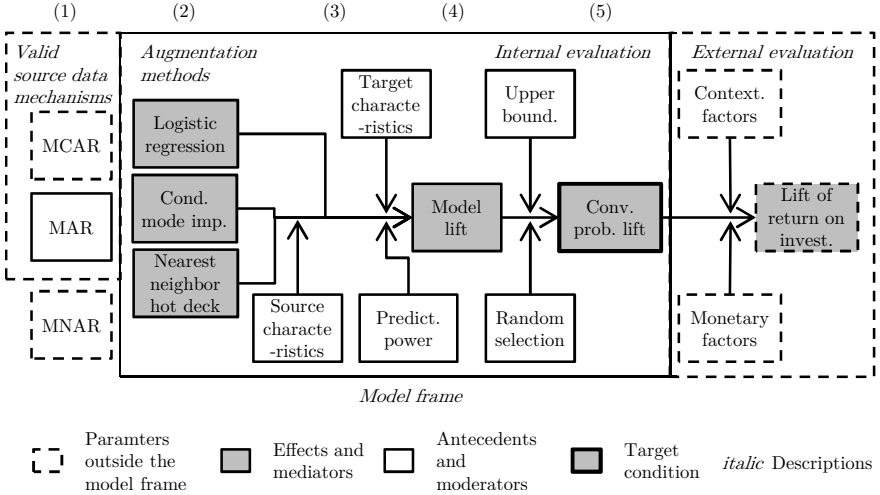 (1)
(2)
(3)
(4)
(5)
Valid
source data
mechanisms
MCAR
MAR
MNAR
Augmentation
methods
Logistic
regression
Cond.
mode imp.
Nearest
neighbor
hot deck
Source
characte
-ristics
Target
characte
-ristics
Predict.
power
Model
lift
Internal evaluation
Upper
bound.
Random
selection
Conv.
prob. lift
External evaluation
Context.
factors
Lift of
return on
invest.
Monetary
factors
Model frame
Paramters
outside the
model frame
Effects and
mediators
Antecedents
and
moderators
Target
condition
italic Descriptions